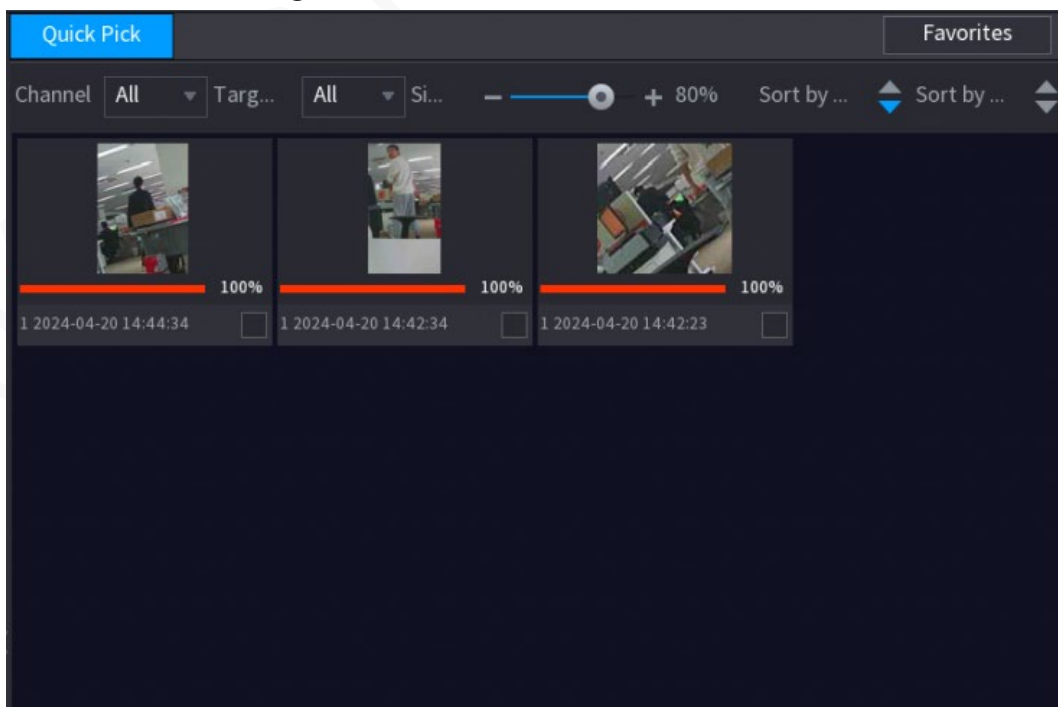 Quick Pick Favorites
Channel All Targ... All Si... 80% Sort by ... Sort by ...
100% 100% 100%
1 2024-04-20 14:44:34 1 2024-04-20 14:42:34 1 2024-04-20 14:42:23